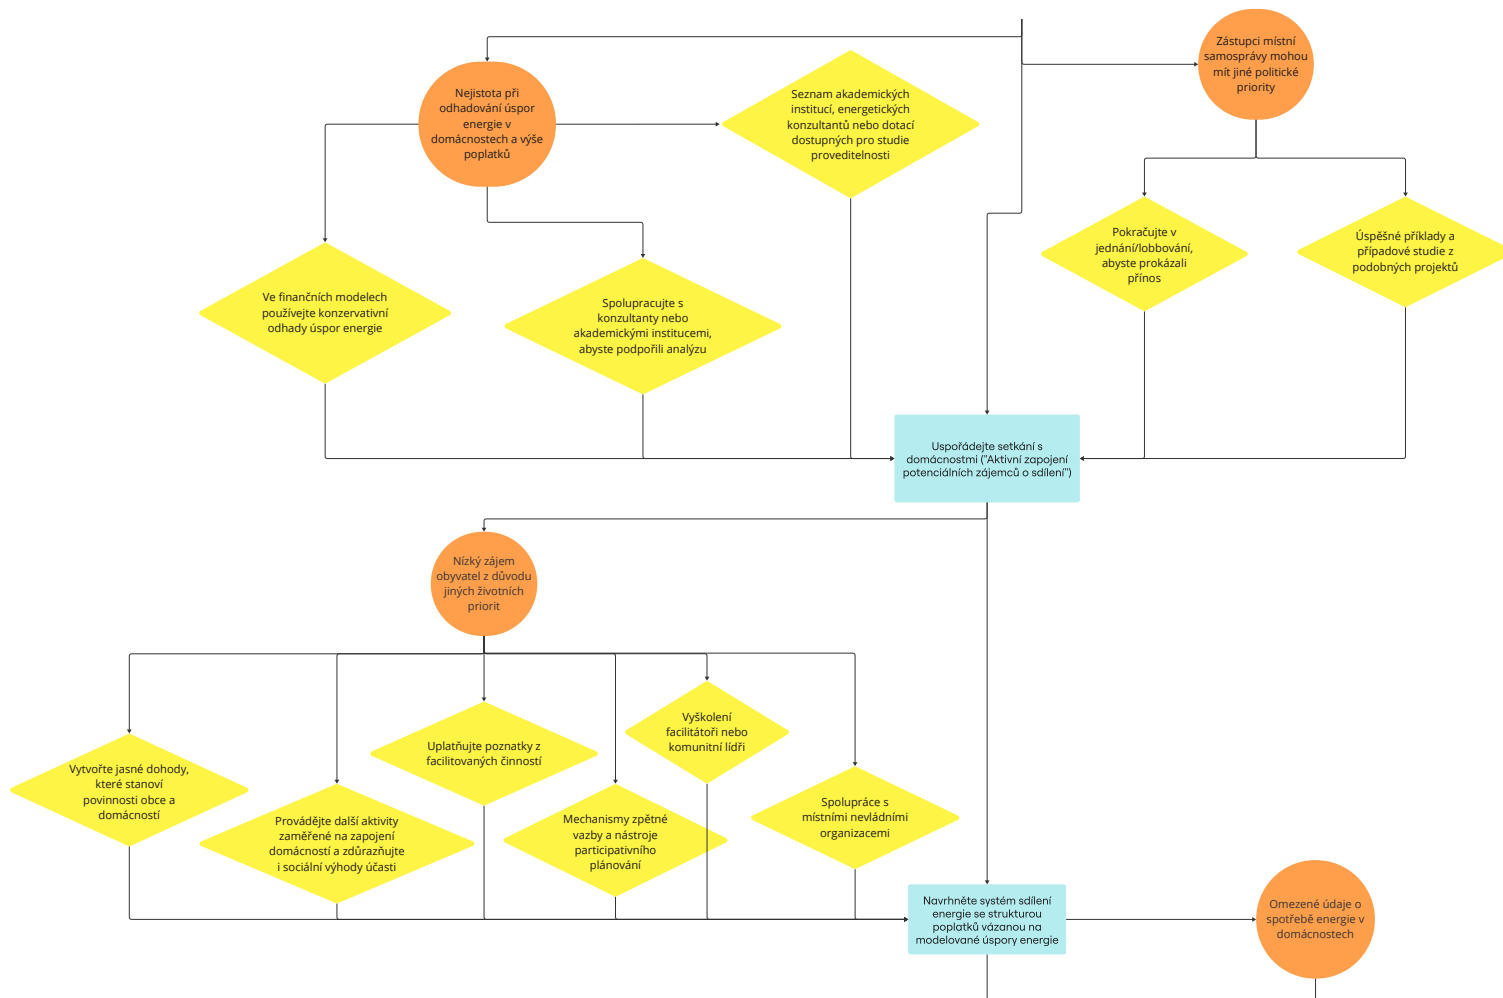 Zástupci místní
samosprávy mohou
mít jiné politické
priority
Nejistota při
odhadování úspor
energie v
domácnostech a výše
poplatků
Seznam akademických
institucí, energetických
konzultantů nebo dotací
dostupných pro studie
proveditelnosti
Pokračujte v
jednání/lobbování,
abyste prokázali
přínos
Úspěšné příklady a
případové studie z
podobných projektů
Ve finančních modelech
používejte konzervativní
odhady úspor energie
Spolupracujte s
konzultanty nebo
akademickými institucemi,
abyste podpořili analýzu
Uspořádejte setkání s
domácnostmi ("Aktivní zapojení
potenciálních zájemců o sdílení")
Nízký zájem
obyvatel z důvodu
jiných životních
priorit
Vytvořte jasné dohody,
které stanoví
povinnosti obce a
domácností
Provádějte další aktivity
zaměřené na zapojení
domácností a zdůrazňujte
i sociální výhody účasti
Uplatňujte poznatky z
facilitovaných činností
Mechanismy zpětné
vazby a nástroje
participativního
plánování
Vyškolení
facilitátoři nebo
komunitní lídři
Spolupráce s
místními nevládními
organizacemi
Navrhněte systém sdílení
energie se strukturou
poplatků vázanou na
modelované úspory energie
Omezené údaje o
spotřebě energie v
domácnostech